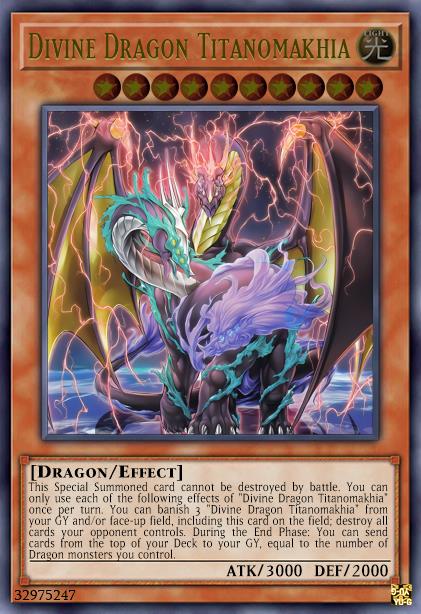 DIVINE DRAGON TITANOMAKHIA
LIGHT
光
[DRAGON/EFFECT]
This Special Summoned card cannot be destroyed by battle. You can
only use each of the following effects of "Divine Dragon Titanomakhia"
once per turn. You can banish 3 "Divine Dragon Titanomakhia" from
your GY and/or face-up field, including this card on the field; destroy all
cards your opponent controls. During the End Phase: You can send
cards from the top of your Deck to your GY, equal to the number of
Dragon monsters you control.
ATK/3000 DEF/2000
32975247